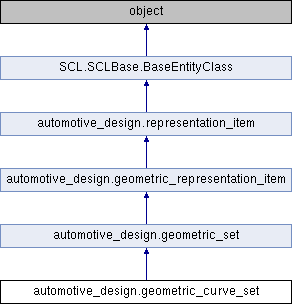 object
SCL.SCLBase.BaseEntityClass
automotive_design.representation_item
automotive_design.geometric_representation_item
automotive_design.geometric_set
automotive_design.geometric_curve_set